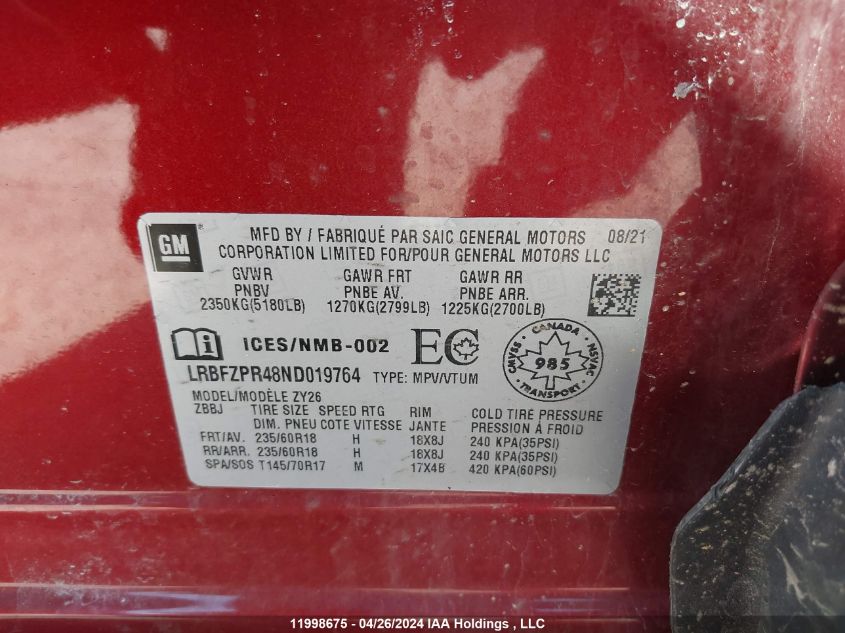 GM
MFD BY / FABRIQUÉ PAR SAIC GENERAL MOTORS 08/21
CORPORATION LIMITED FOR/POUR GENERAL MOTORS LLC
GVWR GAWR FRT GAWR RR
PNBV PNBE AV. PNBE ARR.
2350KG(5180LB) 1270KG(2799LB) 1225KG(2700LB)
i ICES/NMB-002 EC CANADA CMVSS 985 NSVAC TRANSPORT
LRBFZPR48ND019764 TYPE: MPV/VTUM
MODEL/MODÈLE ZY26
ZBBJ TIRE SIZE SPEED RTG RIM COLD TIRE PRESSURE
DIM. PNEU COTE VITESSE JANTE PRESSION À FROID
FRT/AV. 235/60R18 H 18X8J 240 KPA(35PSI)
RR/ARR. 235/60R18 H 18X8J 240 KPA(35PSI)
SPA/SOS T145/70R17 M 17X4B 420 KPA(60PSI)
11998675 - 04/26/2024 IAA Holdings , LLC